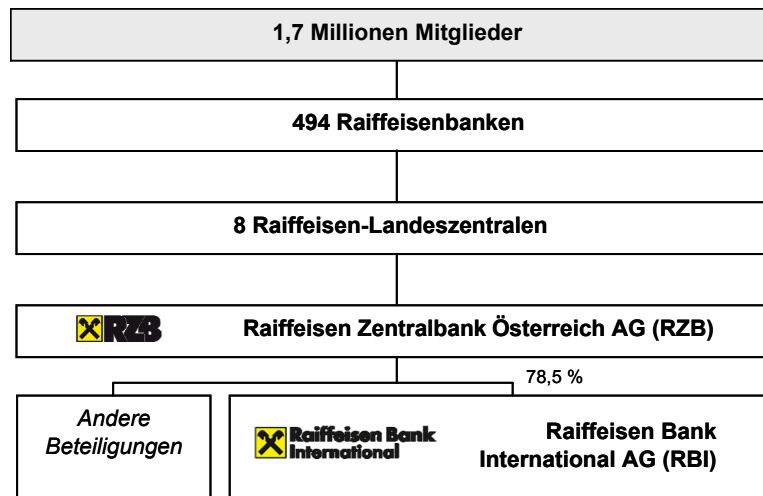 1,7 Millionen Mitglieder
494 Raiffeisenbanken
8 Raiffeisen-Landeszentralen
RZB Raiffeisen Zentralbank Österreich AG (RZB)
78,5 %
Andere
Beteiligungen
Raiffeisen Bank
International
Raiffeisen Bank
International AG (RBI)